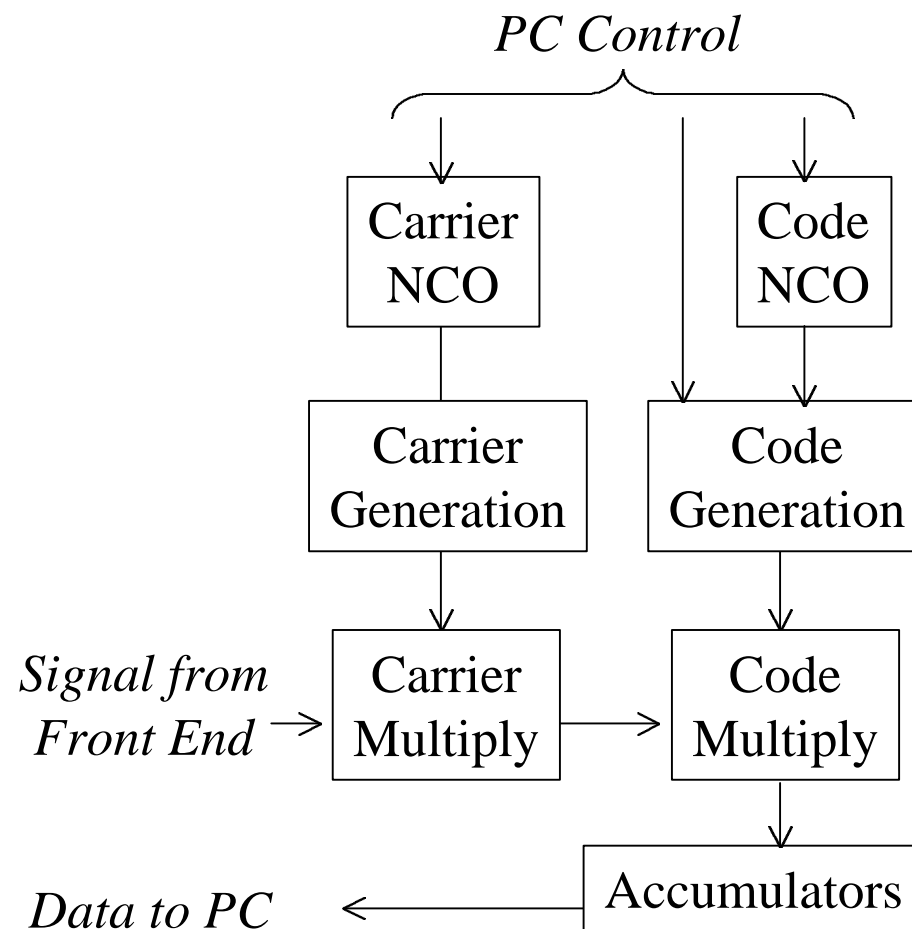 PC Control
Carrier
NCO
Code
NCO
Carrier
Generation
Code
Generation
Signal from
Front End
Carrier
Multiply
Code
Multiply
Accumulators
Data to PC